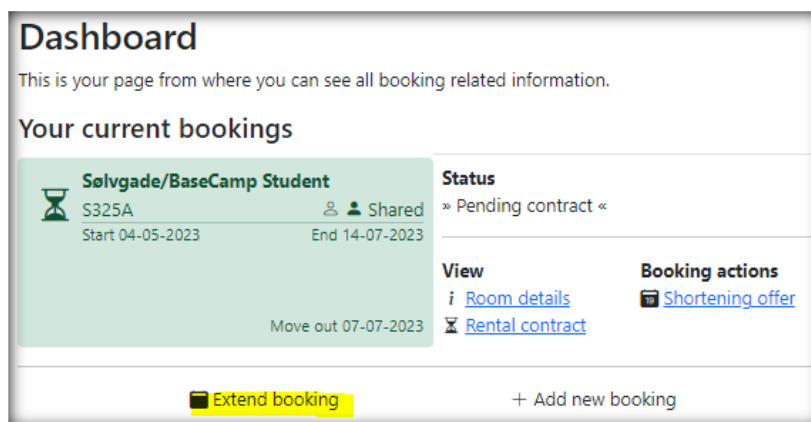 Dashboard
This is your page from where you can see all booking related information.
Your current bookings
Sølvgade/BaseCamp Student
S325A Shared
Start 04-05-2023 End 14-07-2023
Move out 07-07-2023
Status
» Pending contract «
View
i Room details
Rental contract
Booking actions
19 Shortening offer
Extend booking
+ Add new booking